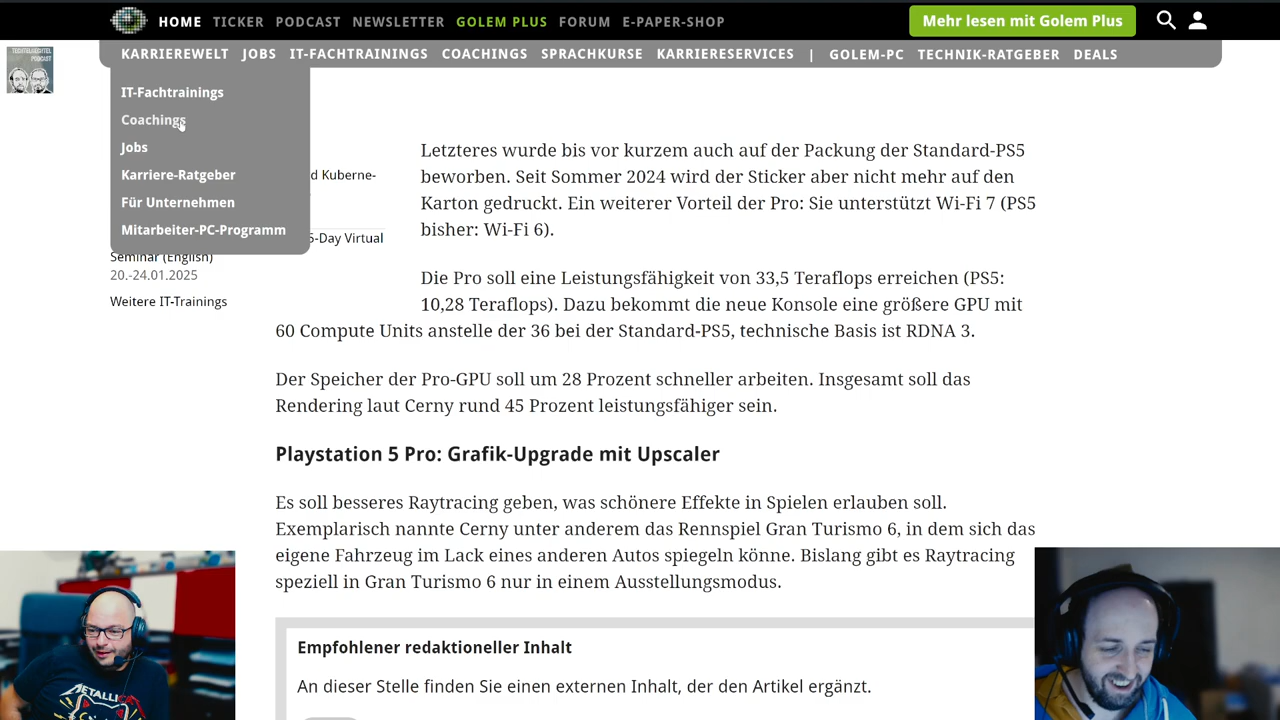 HOME TICKER PODCAST NEWSLETTER GOLEM PLUS FORUM E-PAPER-SHOP Mehr lesen mit Golem Plus
KARRIEREWELT JOBS IT-FACHTRAININGS COACHINGS SPRACHKURSE KARRIERESERVICES | GOLEM-PC TECHNIK-RATGEBER DEALS
PODCAST
IT-Fachtrainings
Coachings
Jobs
Karriere-Ratgeber
Für Unternehmen
Mitarbeiter-PC-Programm
d Kuberne-
5-Day Virtual
Seminar (English)
20.-24.01.2025
Weitere IT-Trainings
Letzteres wurde bis vor kurzem auch auf der Packung der Standard-PS5
beworben. Seit Sommer 2024 wird der Sticker aber nicht mehr auf den
Karton gedruckt. Ein weiterer Vorteil der Pro: Sie unterstützt Wi-Fi 7 (PS5
bisher: Wi-Fi 6).
Die Pro soll eine Leistungsfähigkeit von 33,5 Teraflops erreichen (PS5:
10,28 Teraflops). Dazu bekommt die neue Konsole eine größere GPU mit
60 Compute Units anstelle der 36 bei der Standard-PS5, technische Basis ist RDNA 3.
Der Speicher der Pro-GPU soll um 28 Prozent schneller arbeiten. Insgesamt soll das
Rendering laut Cerny rund 45 Prozent leistungsfähiger sein.
Playstation 5 Pro: Grafik-Upgrade mit Upscaler
Es soll besseres Raytracing geben, was schönere Effekte in Spielen erlauben soll.
Exemplarisch nannte Cerny unter anderem das Rennspiel Gran Turismo 6, in dem sich das
eigene Fahrzeug im Lack eines anderen Autos spiegeln könne. Bislang gibt es Raytracing
speziell in Gran Turismo 6 nur in einem Ausstellungsmodus.
Empfohlener redaktioneller Inhalt
An dieser Stelle finden Sie einen externen Inhalt, der den Artikel ergänzt.
METALLICA